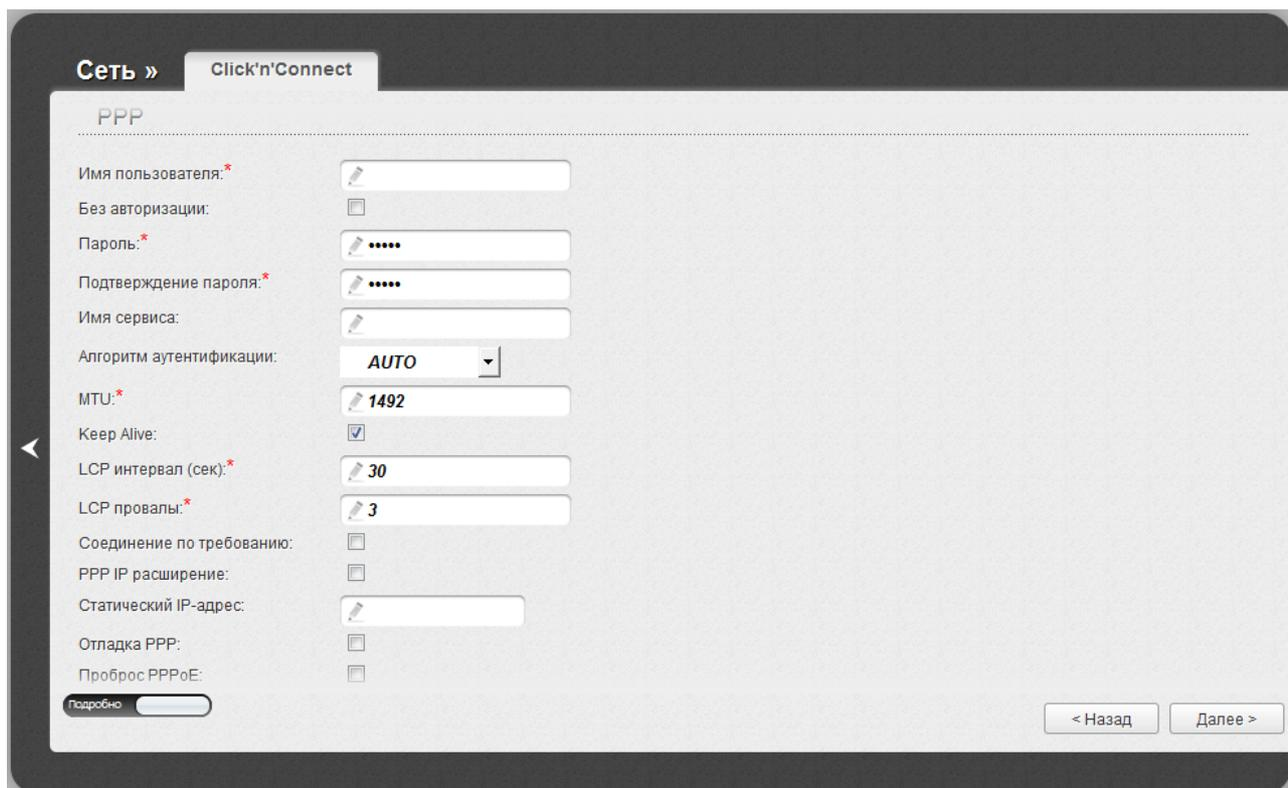 Сеть » Click'n'Connect
PPP
Имя пользователя:*
Без авторизации:
Пароль:* •••••
Подтверждение пароля:* •••••
Имя сервиса:
Алгоритм аутентификации: AUTO
MTU:* 1492
Keep Alive:
LCP интервал (сек):* 30
LCP провалы:* 3
Соединение по требованию:
PPP IP расширение:
Статический IP-адрес:
Отладка PPP:
Проброс PPPoE:
Подробно
< Назад Далее >